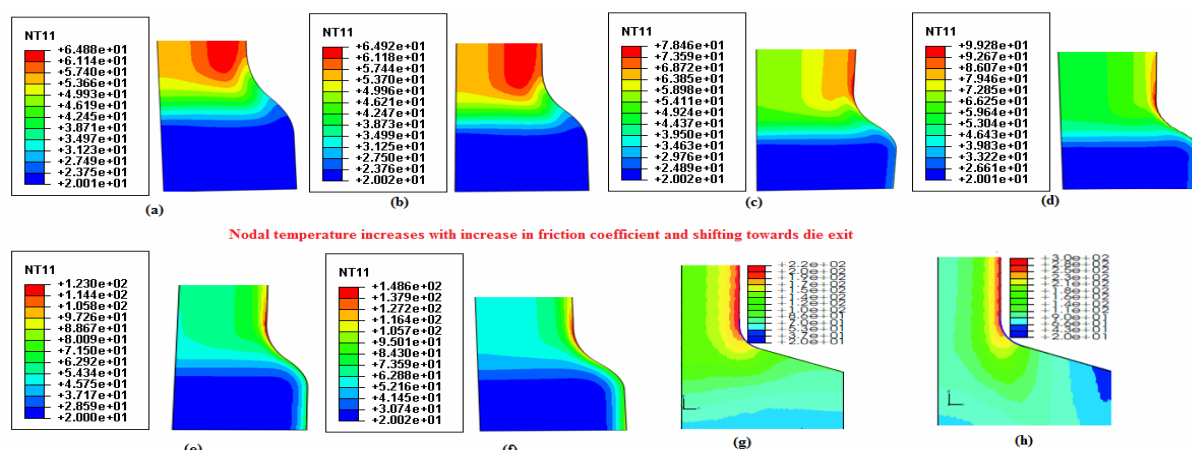 NT11
+6.488e+01
+6.114e+01
+5.740e+01
+5.366e+01
+4.993e+01
+4.619e+01
+4.245e+01
+3.871e+01
+3.497e+01
+3.123e+01
+2.749e+01
+2.375e+01
+2.001e+01
(a)
NT11
+6.492e+01
+6.118e+01
+5.744e+01
+5.370e+01
+4.996e+01
+4.621e+01
+4.247e+01
+3.873e+01
+3.499e+01
+3.125e+01
+2.750e+01
+2.376e+01
+2.002e+01
(b)
NT11
+7.846e+01
+7.359e+01
+6.872e+01
+6.385e+01
+5.898e+01
+5.411e+01
+4.924e+01
+4.437e+01
+3.950e+01
+3.463e+01
+2.976e+01
+2.489e+01
+2.002e+01
(c)
NT11
+9.928e+01
+9.267e+01
+8.607e+01
+7.946e+01
+7.285e+01
+6.625e+01
+5.964e+01
+5.304e+01
+4.643e+01
+3.983e+01
+3.322e+01
+2.661e+01
+2.001e+01
(d)
Nodal temperature increases with increase in friction coefficient and shifting towards die exit
NT11
+1.230e+02
+1.144e+02
+1.058e+02
+9.726e+01
+8.867e+01
+8.009e+01
+7.150e+01
+6.292e+01
+5.434e+01
+4.575e+01
+3.717e+01
+2.859e+01
+2.000e+01
(e)
NT11
+1.486e+02
+1.379e+02
+1.272e+02
+1.164e+02
+1.057e+02
+9.501e+01
+8.430e+01
+7.359e+01
+6.288e+01
+5.216e+01
+4.145e+01
+3.074e+01
+2.002e+01
(f)
+2.2e+02
+2.0e+01
(g)
+3.0e+02
+2.0e+01
(h)